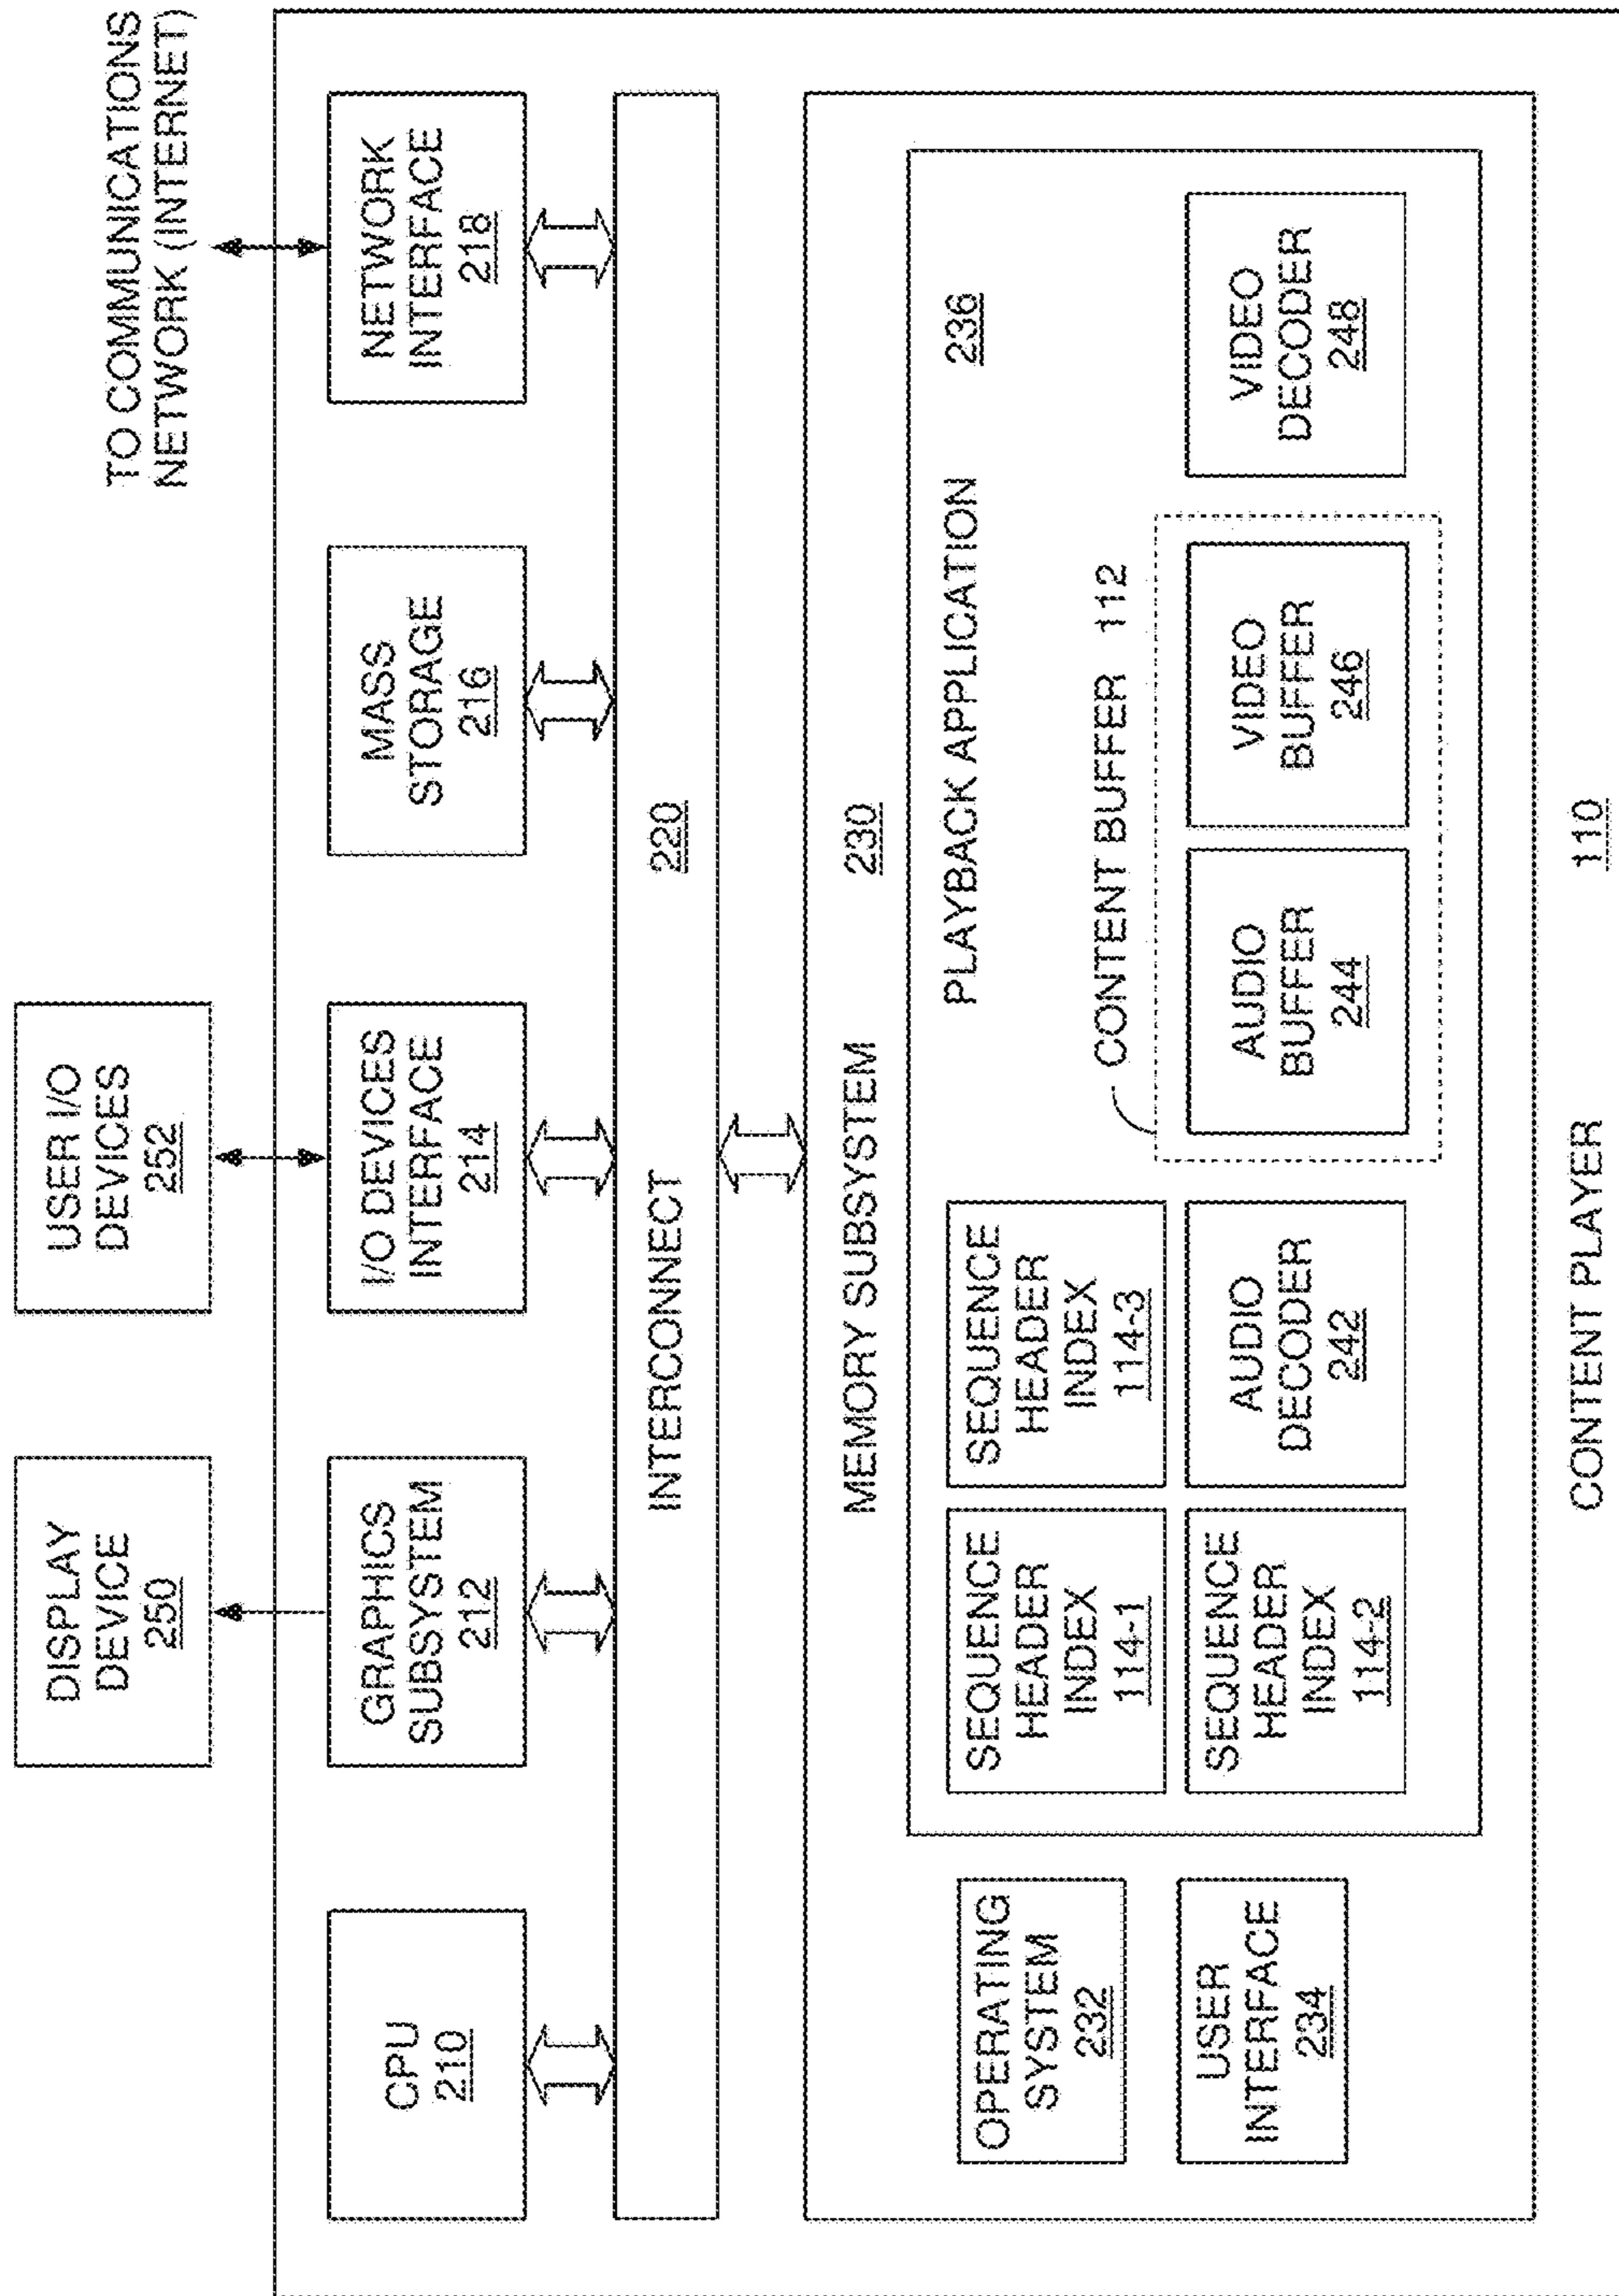 TO COMMUNICATIONS
NETWORK (INTERNET)
DISPLAY
DEVICE
250
USER I/O
DEVICES
252
CPU
210
GRAPHICS
SUBSYSTEM
212
I/O DEVICES
INTERFACE
214
MASS
STORAGE
216
NETWORK
INTERFACE
218
INTERCONNECT
220
MEMORY SUBSYSTEM
230
OPERATING
SYSTEM
232
USER
INTERFACE
234
PLAYBACK APPLICATION
236
SEQUENCE
HEADER
INDEX
114-1
SEQUENCE
HEADER
INDEX
114-3
SEQUENCE
HEADER
INDEX
114-2
AUDIO
DECODER
242
CONTENT BUFFER 112
AUDIO
BUFFER
244
VIDEO
BUFFER
246
VIDEO
DECODER
248
CONTENT PLAYER
110